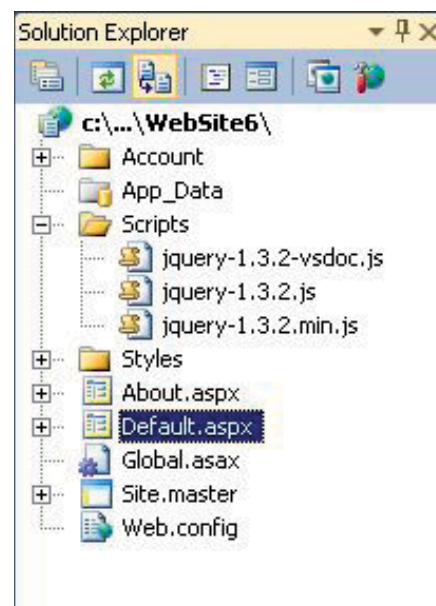 Solution Explorer
c:\...\WebSite6\
Account
App_Data
Scripts
jquery-1.3.2-vsdoc.js
jquery-1.3.2.js
jquery-1.3.2.min.js
Styles
About.aspx
Default.aspx
Global.asax
Site.master
Web.config